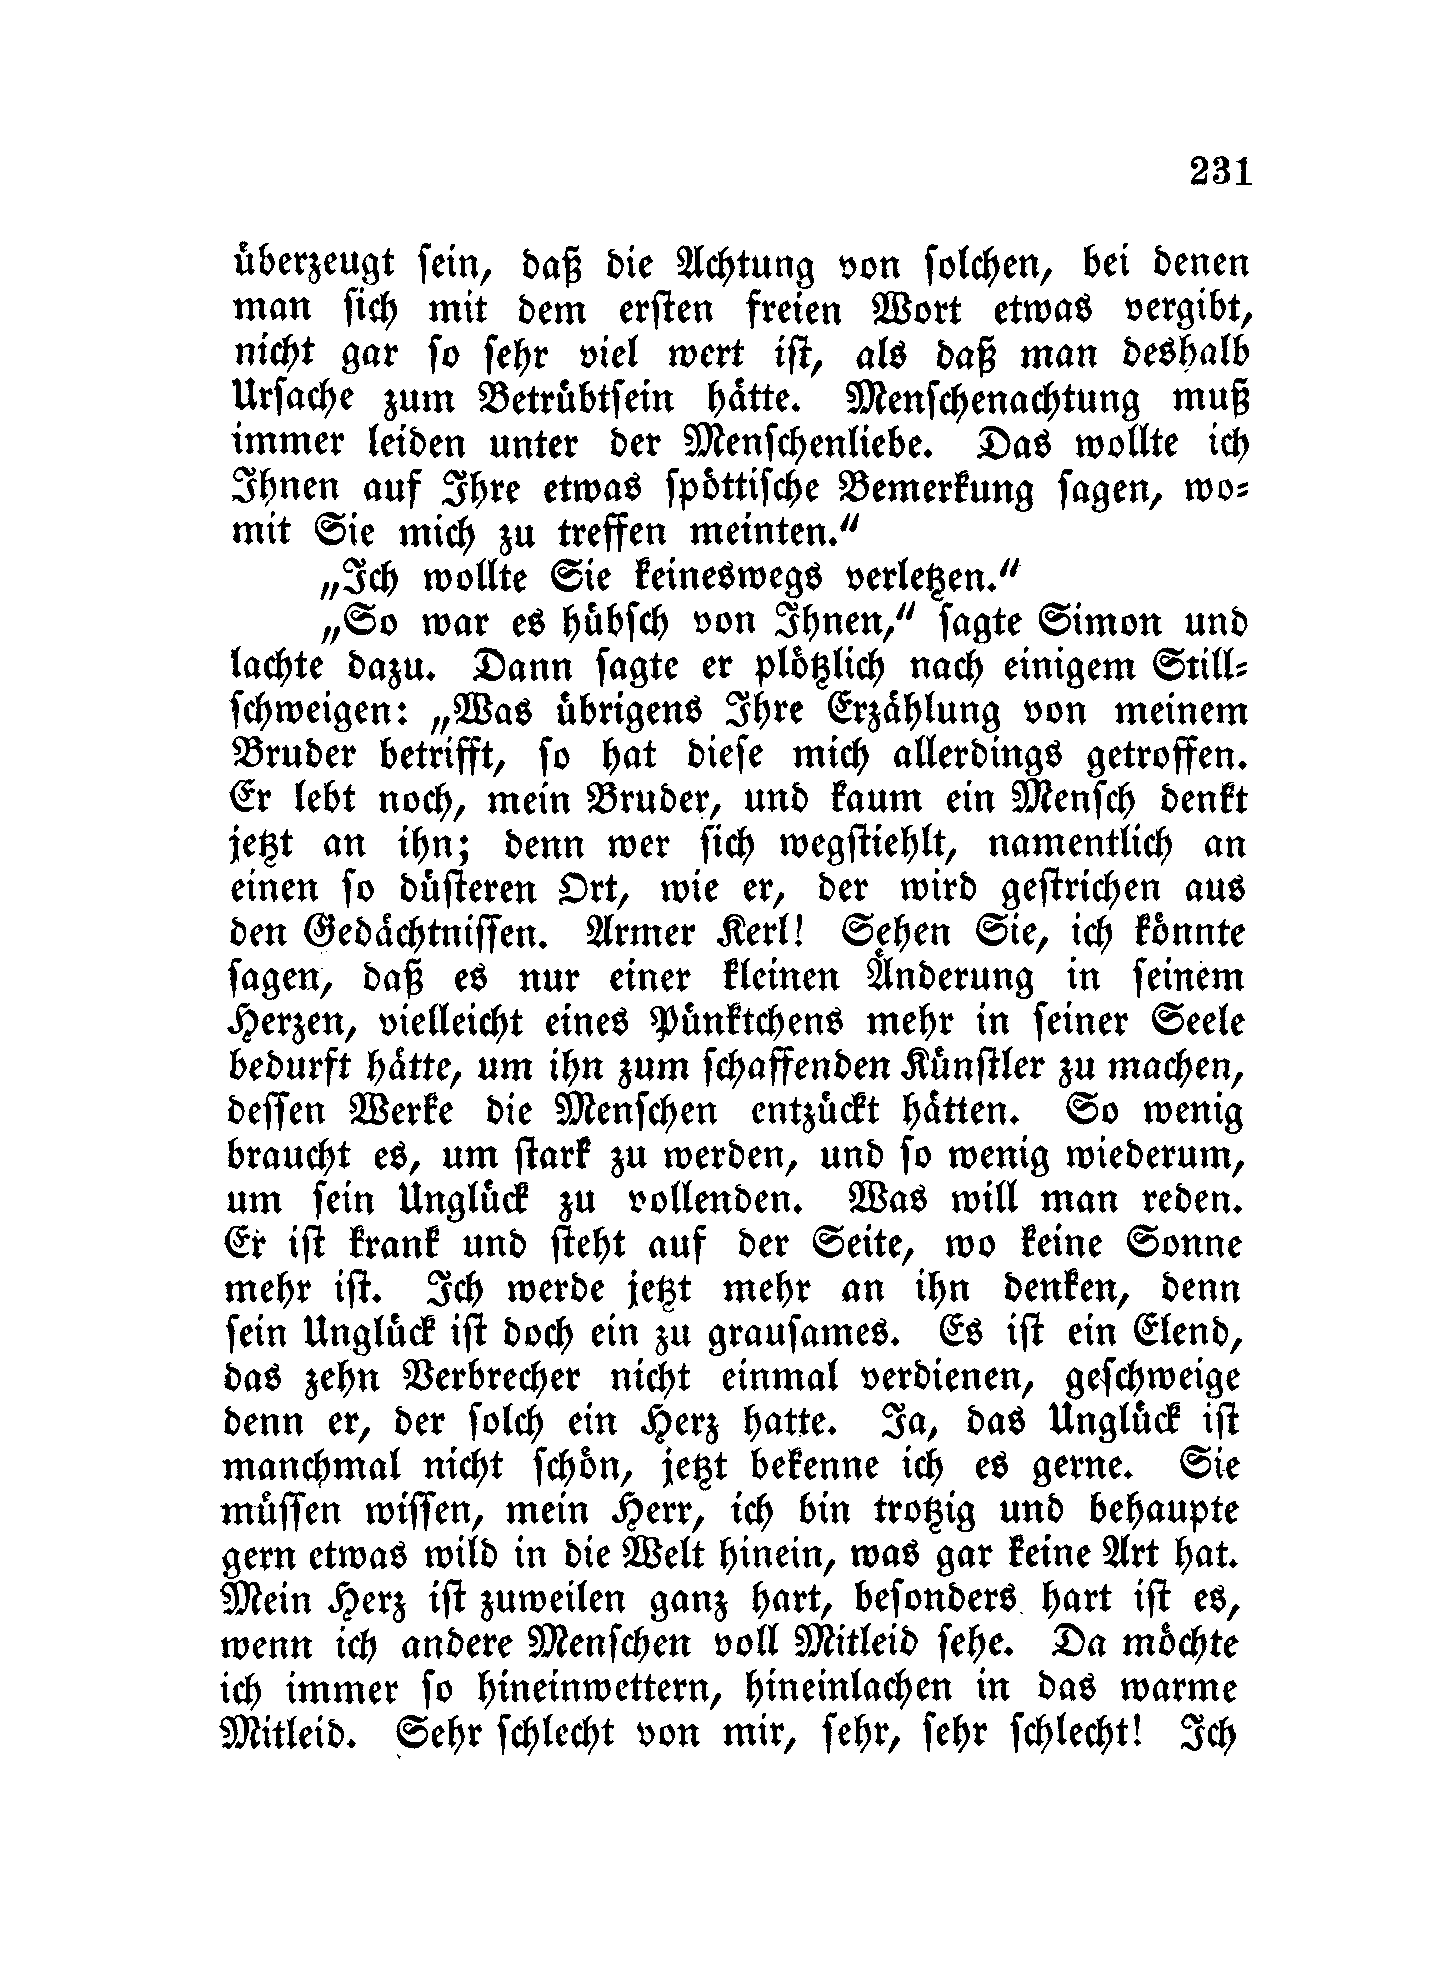 231
überzeugt sein, daß die Achtung von solchen, bei denen
man sich mit dem ersten freien Wort etwas vergibt,
nicht gar so sehr viel wert ist, als daß man deshalb
Ursache zum Betrübtsein hätte. Menschenachtung muß
immer leiden unter der Menschenliebe. Das wollte ich
Ihnen auf Ihre etwas spöttische Bemerkung sagen, wo-
mit Sie mich zu treffen meinten.“
„Ich wollte Sie keineswegs verletzen.“
„So war es hübsch von Ihnen,“ sagte Simon und
lachte dazu. Dann sagte er plötzlich nach einigem Still-
schweigen: „Was übrigens Ihre Erzählung von meinem
Bruder betrifft, so hat diese mich allerdings getroffen.
Er lebt noch, mein Bruder, und kaum ein Mensch denkt
jetzt an ihn; denn wer sich wegstiehlt, namentlich an
einen so düsteren Ort, wie er, der wird gestrichen aus
den Gedächtnissen. Armer Kerl! Sehen Sie, ich könnte
sagen, daß es nur einer kleinen Änderung in seinem
Herzen, vielleicht eines Pünktchens mehr in seiner Seele
bedurft hätte, um ihn zum schaffenden Künstler zu machen,
dessen Werke die Menschen entzückt hätten. So wenig
braucht es, um stark zu werden, und so wenig wiederum,
um sein Unglück zu vollenden. Was will man reden.
Er ist krank und steht auf der Seite, wo keine Sonne
mehr ist. Ich werde jetzt mehr an ihn denken, denn
sein Unglück ist doch ein zu grausames. Es ist ein Elend,
das zehn Verbrecher nicht einmal verdienen, geschweige
denn er, der solch ein Herz hatte. Ja, das Unglück ist
manchmal nicht schön, jetzt bekenne ich es gerne. Sie
müssen wissen, mein Herr, ich bin trotzig und behaupte
gern etwas wild in die Welt hinein, was gar keine Art hat.
Mein Herz ist zuweilen ganz hart, besonders hart ist es,
wenn ich andere Menschen voll Mitleid sehe. Da möchte
ich immer so hineinwettern, hineinlachen in das warme
Mitleid. Sehr schlecht von mir, sehr, sehr schlecht! Ich